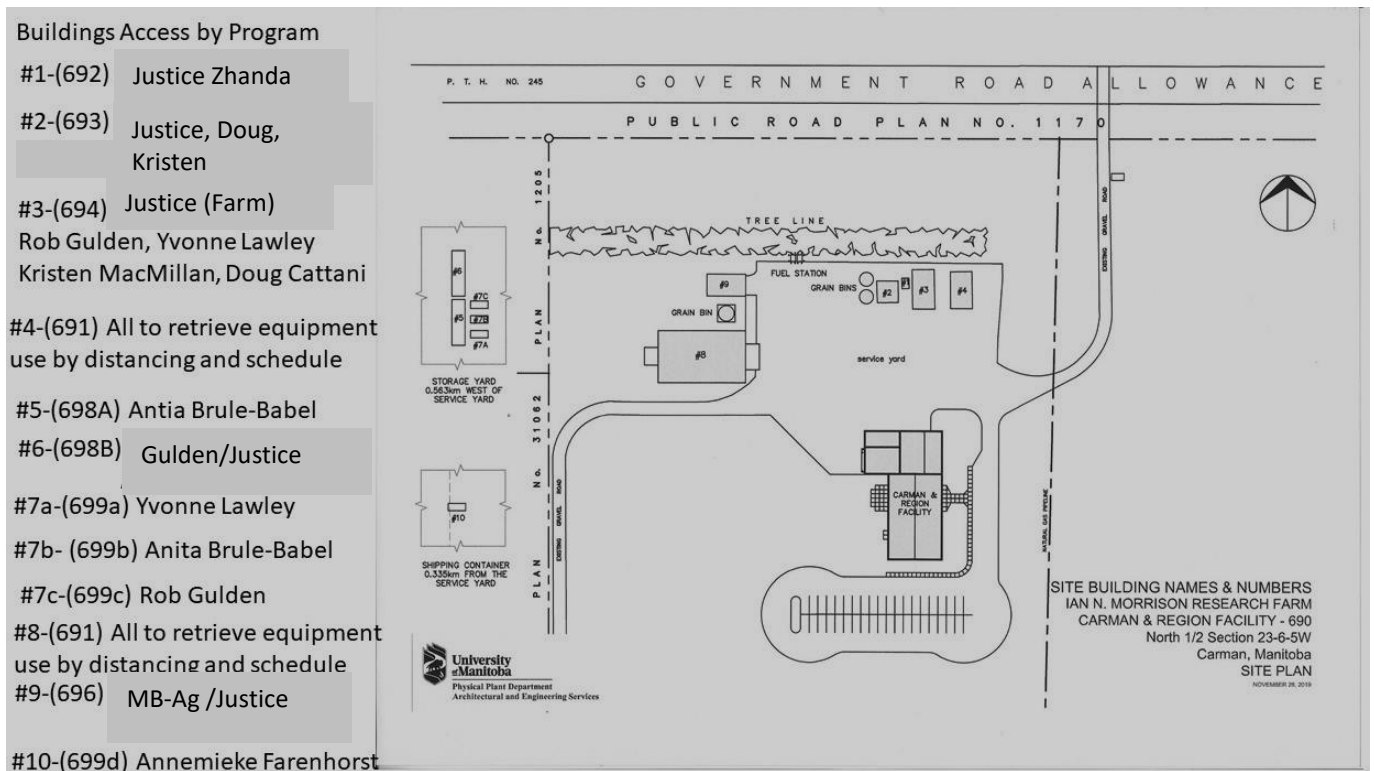 Buildings Access by Program
#1-(692) Justice Zhanda
#2-(693) Justice, Doug,
Kristen
#3-(694) Justice (Farm)
Rob Gulden, Yvonne Lawley
Kristen MacMillan, Doug Cattani
#4-(691) All to retrieve equipment
use by distancing and schedule
#5-(698A) Antia Brule-Babel
#6-(698B) Gulden/Justice
#7a-(699a) Yvonne Lawley
#7b- (699b) Anita Brule-Babel
#7c-(699c) Rob Gulden
#8-(691) All to retrieve equipment
use by distancing and schedule
#9-(696) MB-Ag /Justice
#10-(699d) Annemieke Farenhorst
P. T. H. NO. 245
GOVERNMENT ROAD ALLOWANCE
PUBLIC ROAD PLAN NO. 1170
PLAN No. 1205
TREE LINE
EXISTING GRAVEL ROAD
#6
#7C
#5
#7B
#7A
STORAGE YARD
0.563km WEST OF
SERVICE YARD
FUEL STATION
#9
GRAIN BINS
#2
#1
#3
#4
GRAIN BIN
#8
service yard
PLAN No. 31062
EXISTING GRAVEL ROAD
#10
SHIPPING CONTAINER
0.335km FROM THE
SERVICE YARD
CARMAN &
REGION
FACILITY
NATURAL GAS PIPELINE
SITE BUILDING NAMES & NUMBERS
IAN N. MORRISON RESEARCH FARM
CARMAN & REGION FACILITY - 690
North 1/2 Section 23-6-5W
Carman, Manitoba
SITE PLAN
NOVEMBER 26, 2019
University
of Manitoba
Physical Plant Department
Architectural and Engineering Services